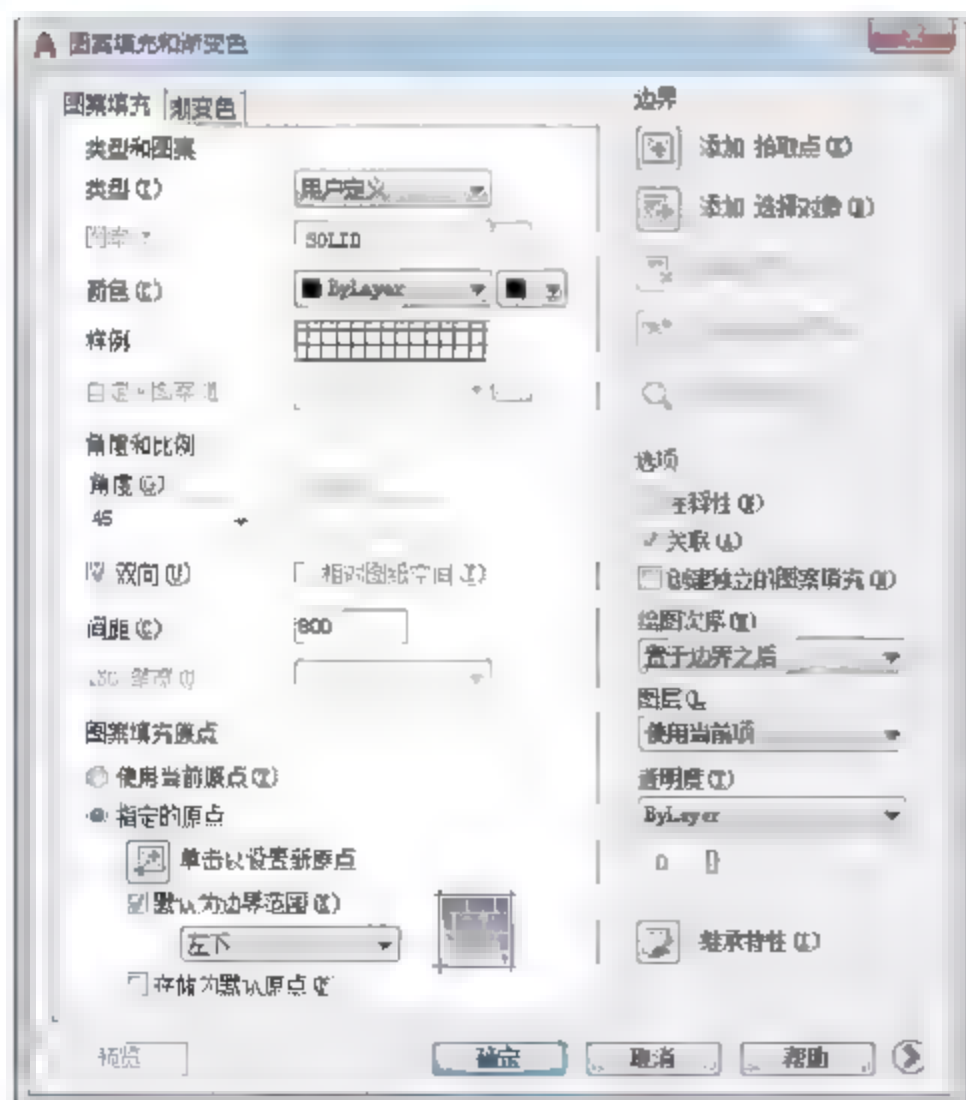 图案填充和渐变色
图案填充 渐变色
类型和图案
类型(Y)
用户定义
SOLID
颜色(C)
ByLayer
样例
角度和比例
角度(G)
45
双向(U)
相对图纸空间
间距(C)
800
图案填充原点
使用当前原点(T)
指定的原点
单击以设置新原点
默认为边界范围(X)
左下
存储为默认原点(F)
预览
边界
添加 拾取点(K)
添加 选择对象(B)
选项
注释性(N)
关联(A)
创建独立的图案填充(H)
绘图次序(W)
置于边界之后
图层(L)
使用当前项
透明度(T)
ByLayer
0
继承特性(I)
确定
取消
帮助